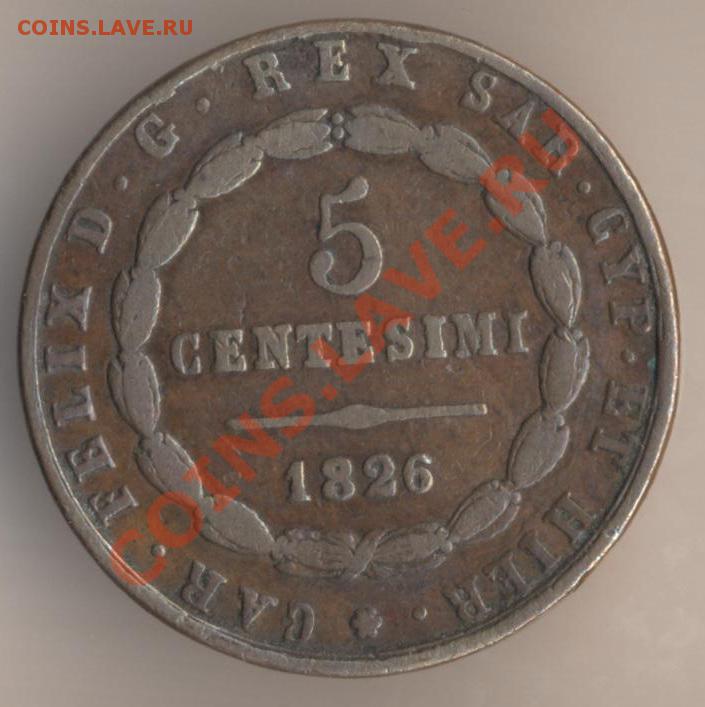 COINS.LAVE.RU
CAR · FELIX D · G · REX SAR · CYP · ET HIER ·
5
CENTESIMI
1826
COINS.LAVE.RU